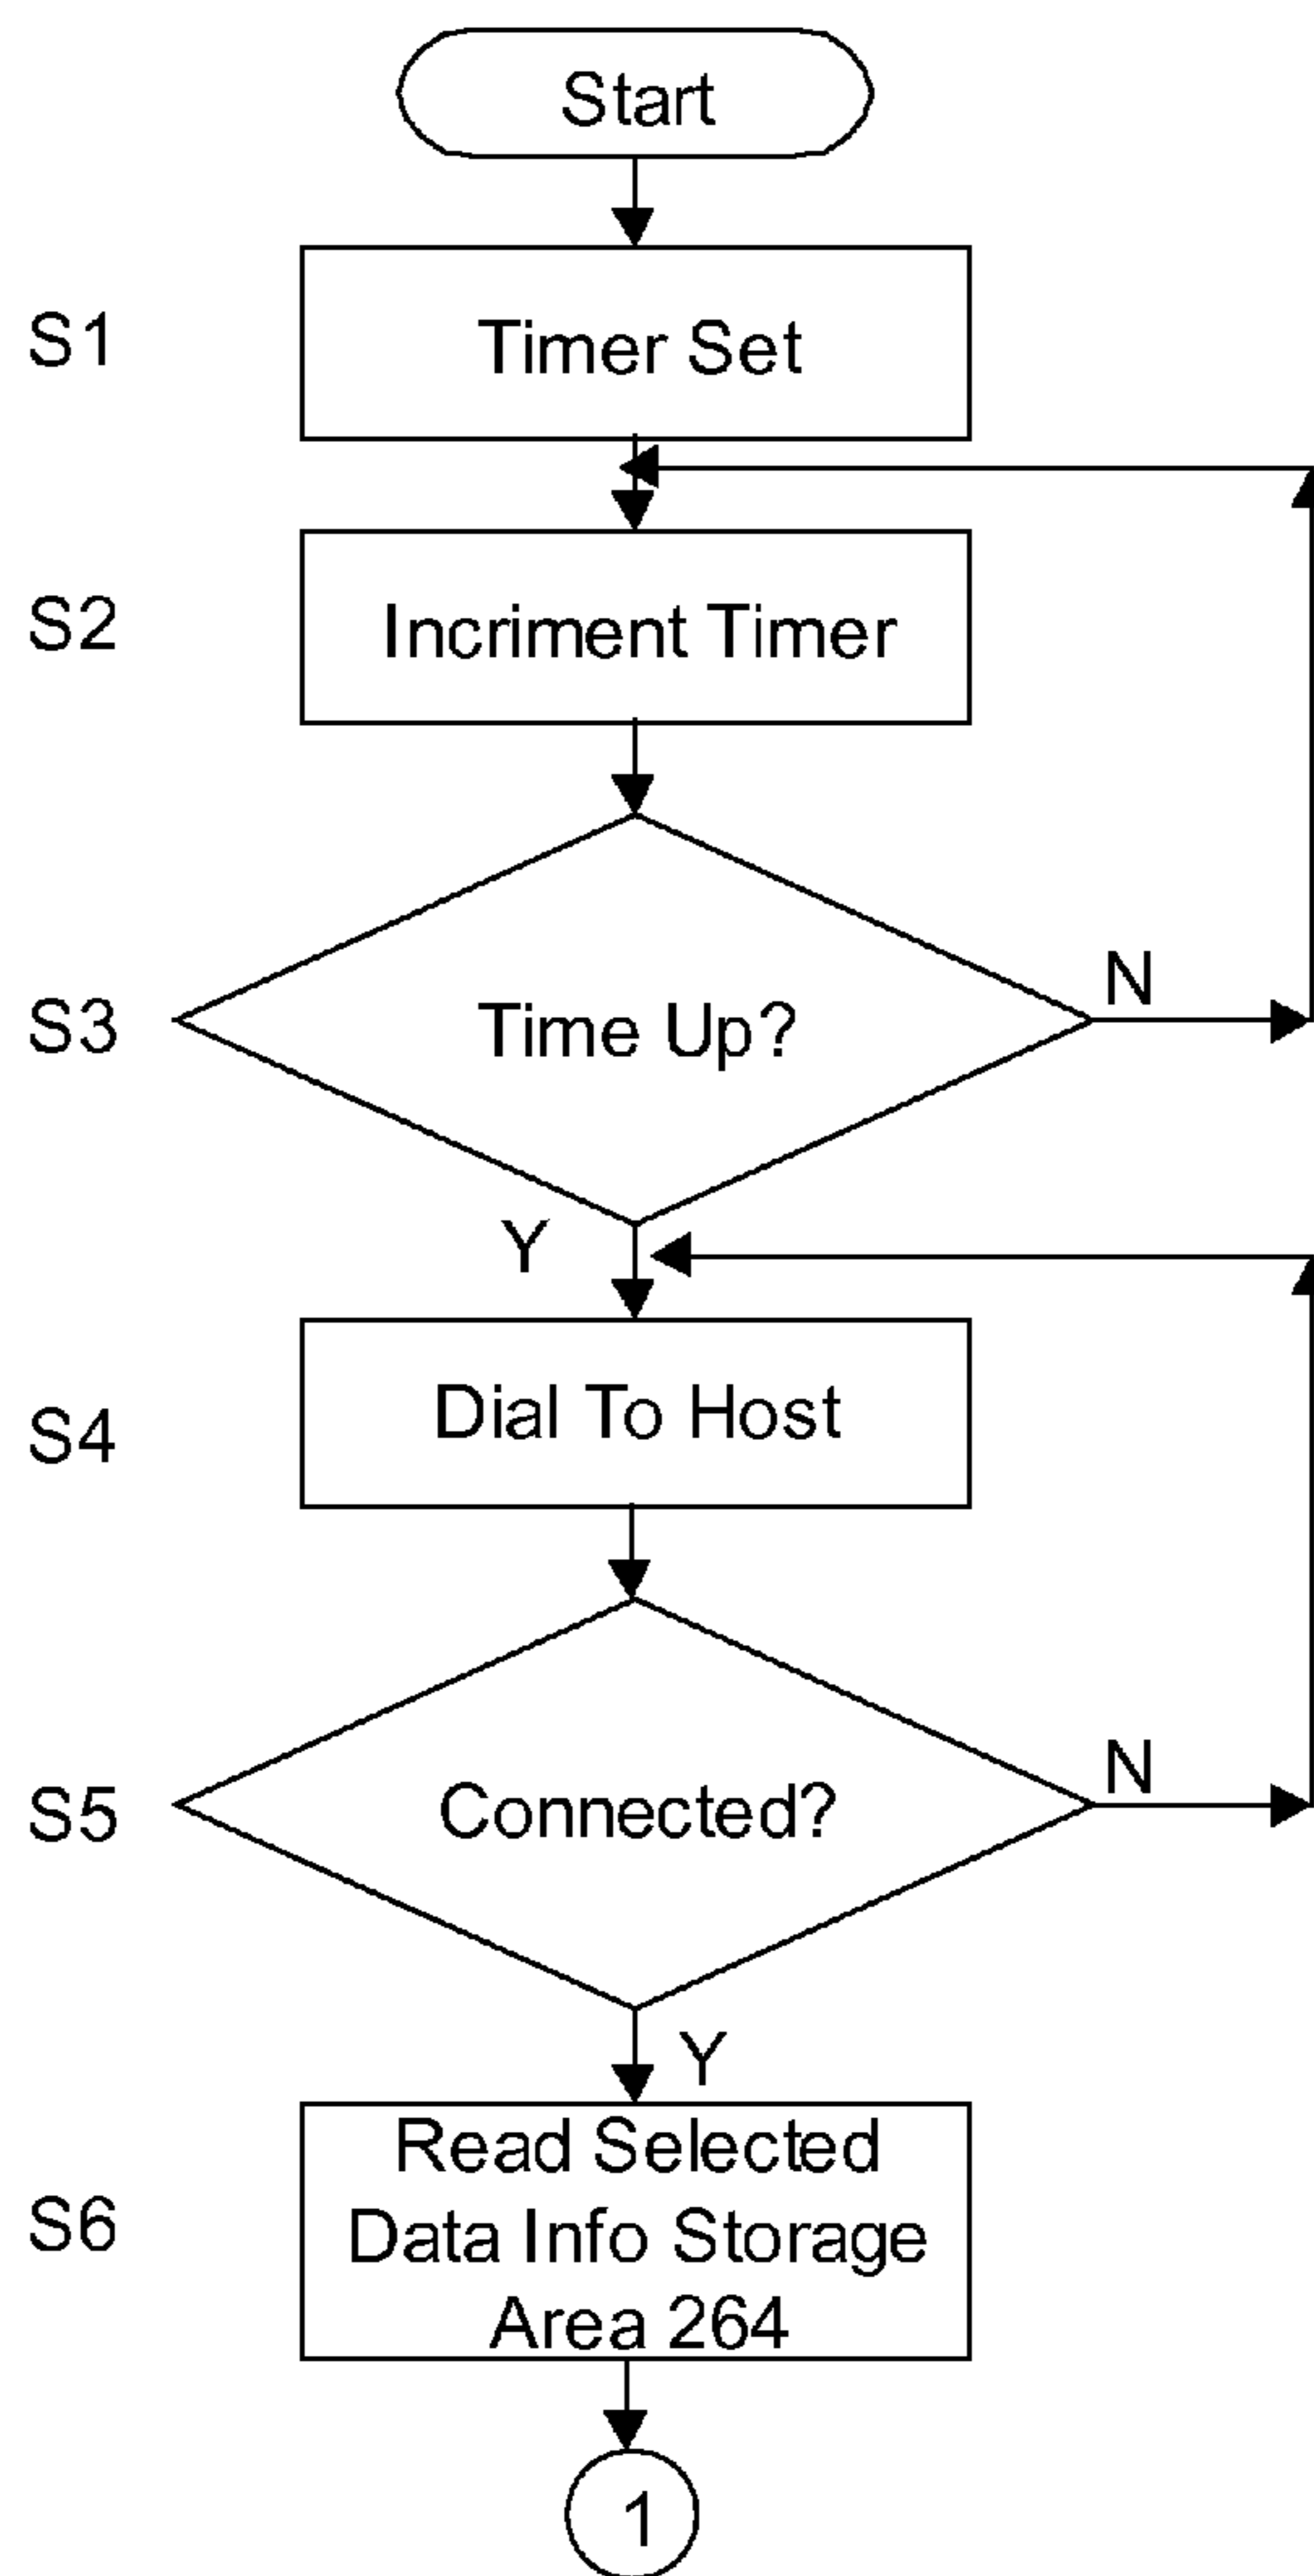 Start
S1
Timer Set
S2
Incriment Timer
S3
Time Up?
N
Y
S4
Dial To Host
S5
Connected?
N
Y
S6
Read Selected
Data Info Storage
Area 264
1